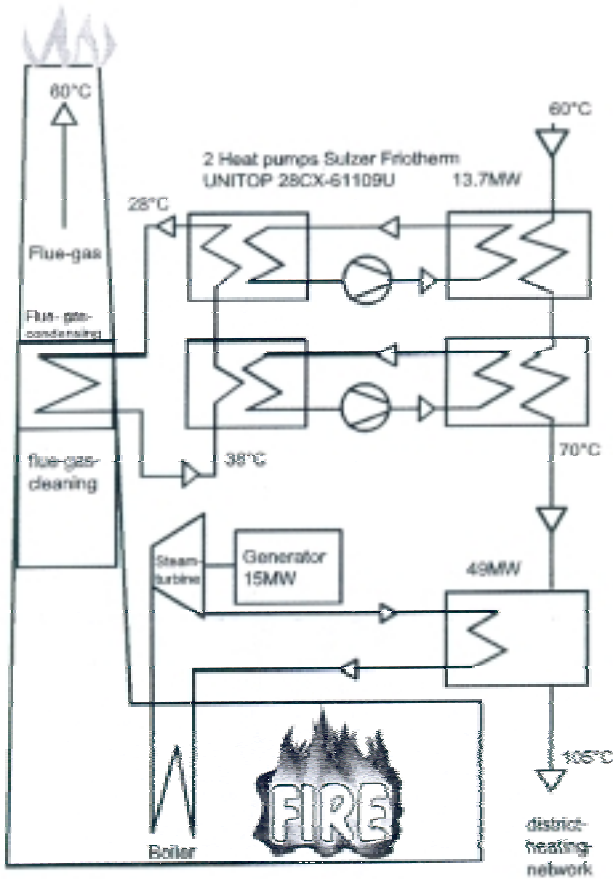 60°C
60°C
2 Heat pumps Sulzer Friotherm
UNITOP 28CX-61109U
13.7MW
28°C
Flue-gas
Flue-gas-
condensing
70°C
38°C
flue-gas-
cleaning
Steam-
turbine
Generator
15MW
49MW
105°C
FIRE
district-
heating-
network
Boiler